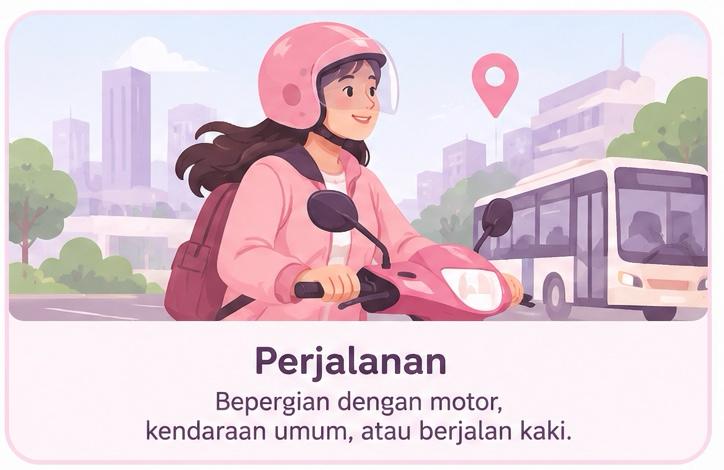 Perjalanan
Bepergian dengan motor,
kendaraan umum, atau berjalan kaki.